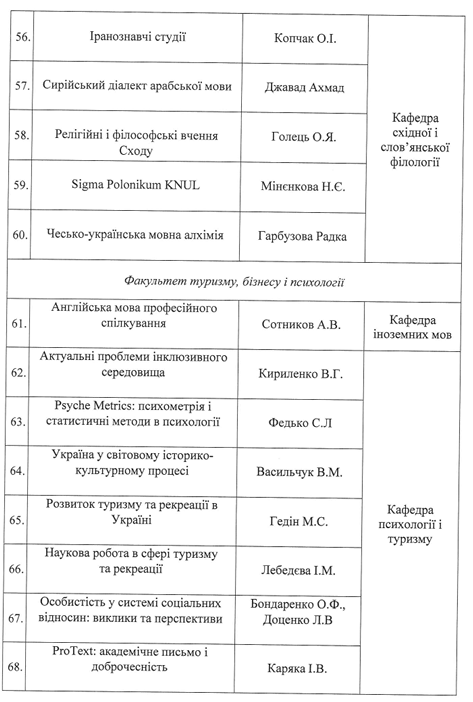 56. Іранознавчі студії Копчак О.І.
57. Сирійський діалект арабської мови Джавад Ахмад
58. Релігійні і філософські вчення
Сходу
Голець О.Я.
59. Sigma Polonikum KNUL Мінєнкова Н.Є.
60. Чесько-українська мовна алхімія Гарбузова Радка
Кафедра
східної і
слов’янської
філології
Факультет туризму, бізнесу і психології
61. Англійська мова професійного
спілкування
Сотников А.В.
Кафедра
іноземних мов
62. Актуальні проблеми інклюзивного
середовища
Кириленко В.Г.
63. Psyche Metrics: психометрія і
статистичні методи в психології
Федько С.Л
64. Україна у світовому історико-
культурному процесі
Васильчук В.М.
65. Розвиток туризму та рекреації в
Україні
Гедін М.С.
66. Наукова робота в сфері туризму
та рекреації
Лебедєва І.М.
67. Особистість у системі соціальних
відносин: виклики та перспективи
Бондаренко О.Ф.,
Доценко Л.В
68. ProText: академічне письмо і
доброчесність
Каряка І.В.
Кафедра
психології і
туризму